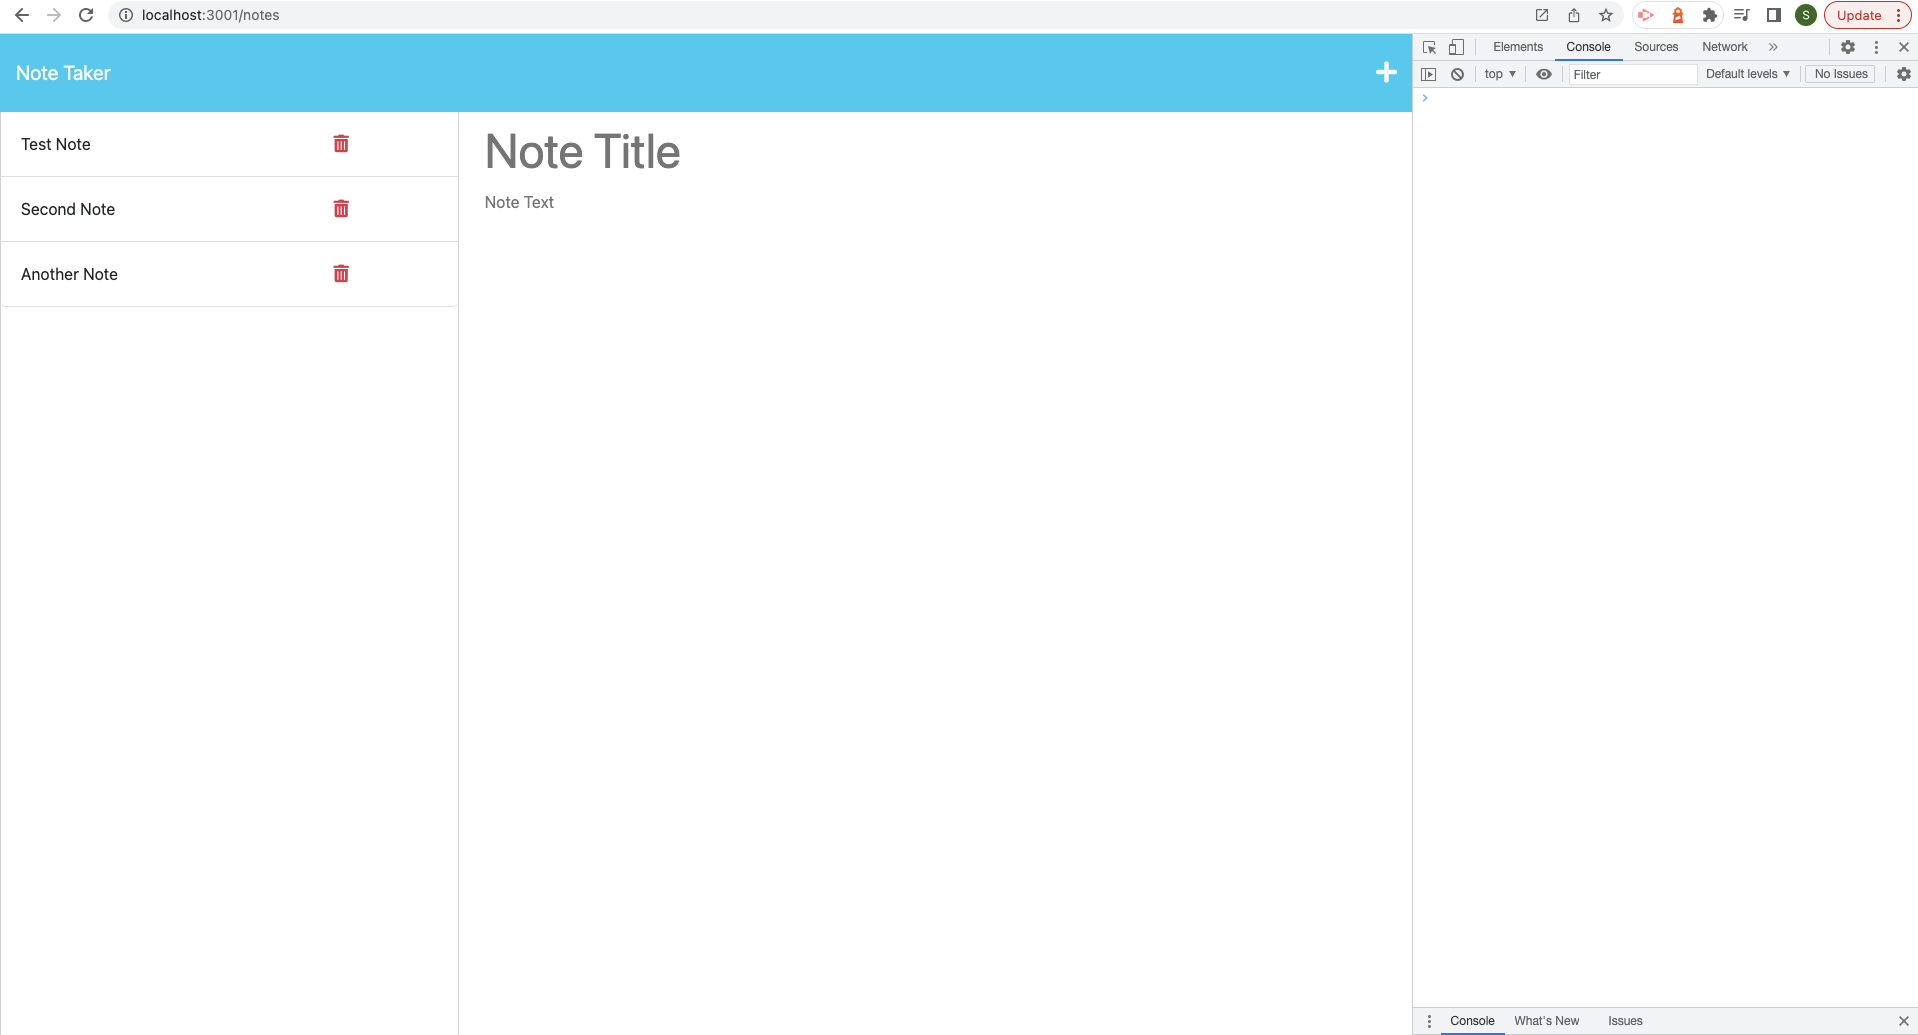 localhost:3001/notes
S
Update
Note Taker
Elements Console Sources Network
top Filter Default levels No Issues
Test Note
Second Note
Another Note
Note Title
Note Text
Console What's New Issues